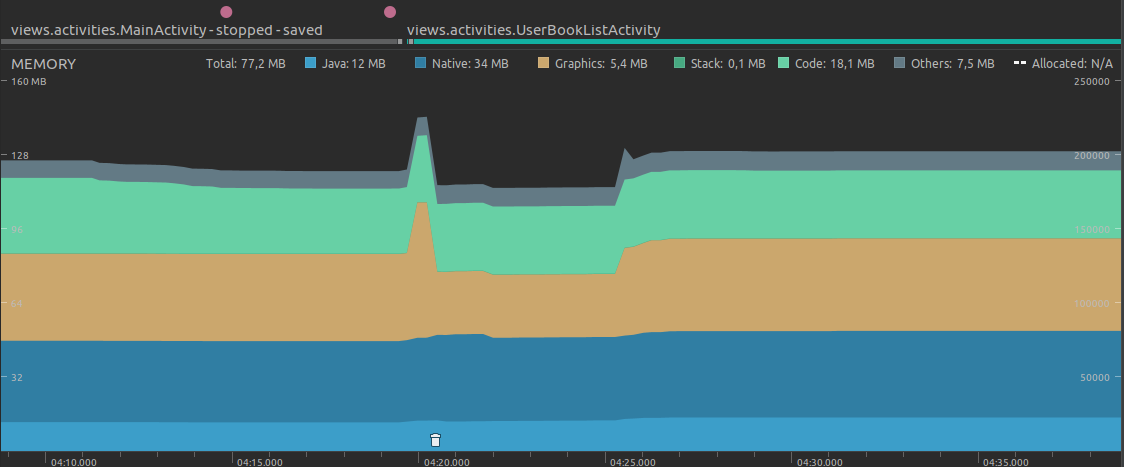 views.activities.MainActivity - stopped - saved views.activities.UserBookListActivity
MEMORY Total: 77,2 MB Java: 12 MB Native: 34 MB Graphics: 5,4 MB Stack: 0,1 MB Code: 18,1 MB Others: 7,5 MB Allocated: N/A
160 MB 250000
128 200000
96 150000
64 100000
32 50000
04:10.000 04:15.000 04:20.000 04:25.000 04:30.000 04:35.000